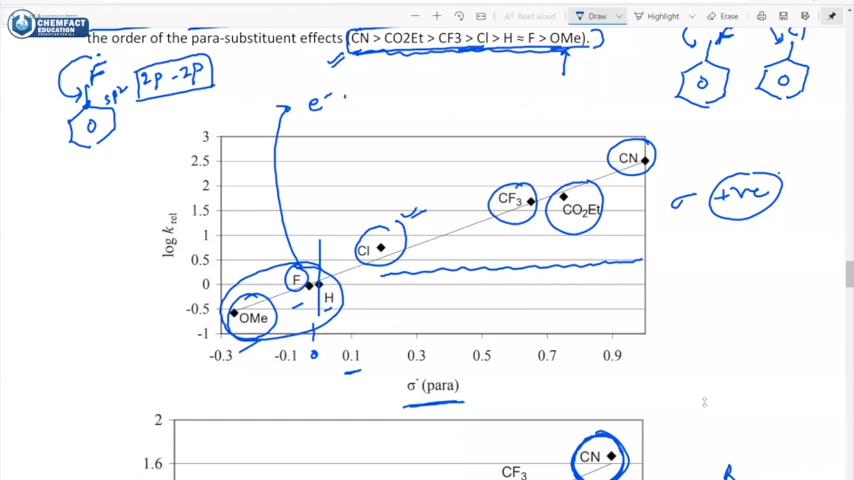 CHEMFACT
EDUCATION
Read aloud
Draw
Highlight
Erase
the order of the para-substituent effects (CN > CO2Et > CF3 > Cl > H ≈ F > OMe).
F
sp²
2p-2p
F
Cl
e⁻
3
2.5
2
1.5
1
0.5
0
-0.5
-1
log k rel
CN
CF3
CO2Et
Cl
F
H
OMe
σ +ve
-0.3
-0.1
0
0.1
0.3
0.5
0.7
0.9
σ⁻ (para)
2
1.6
CN
CF3